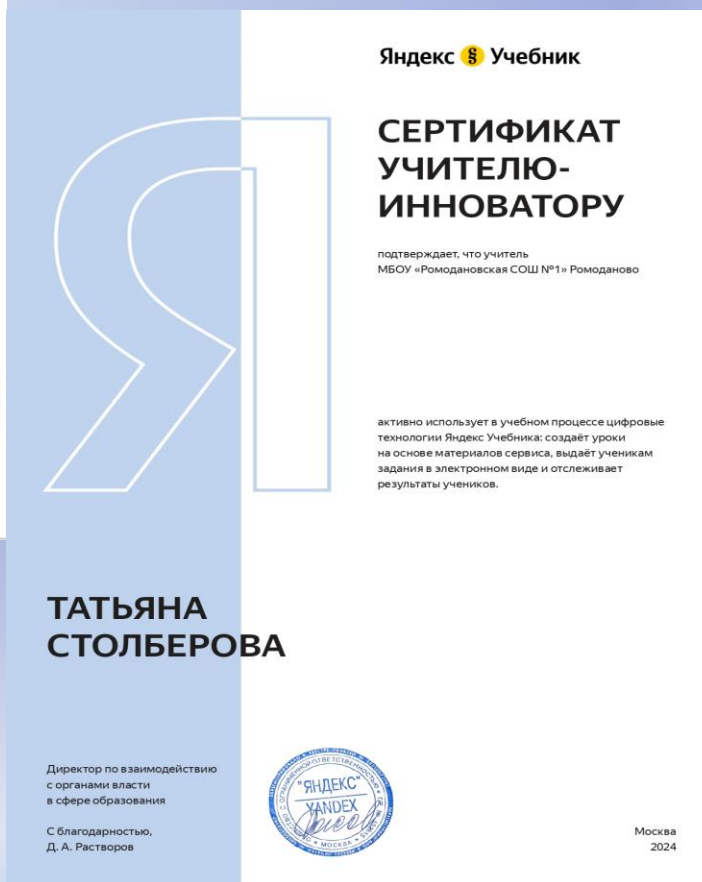 Яндекс Учебник
СЕРТИФИКАТ
УЧИТЕЛЮ-
ИННОВАТОРУ
подтверждает, что учитель
МБОУ «Ромодановская СОШ №1» Ромоданово
активно использует в учебном процессе цифровые
технологии Яндекс Учебника: создаёт уроки
на основе материалов сервиса, выдаёт ученикам
задания в электронном виде и отслеживает
результаты учеников.
ТАТЬЯНА
СТОЛБЕРОВА
Директор по взаимодействию
с органами власти
в сфере образования
С благодарностью,
Д. А. Растворов
"ЯНДЕКС"
YANDEX
МОСКВА
Москва
2024